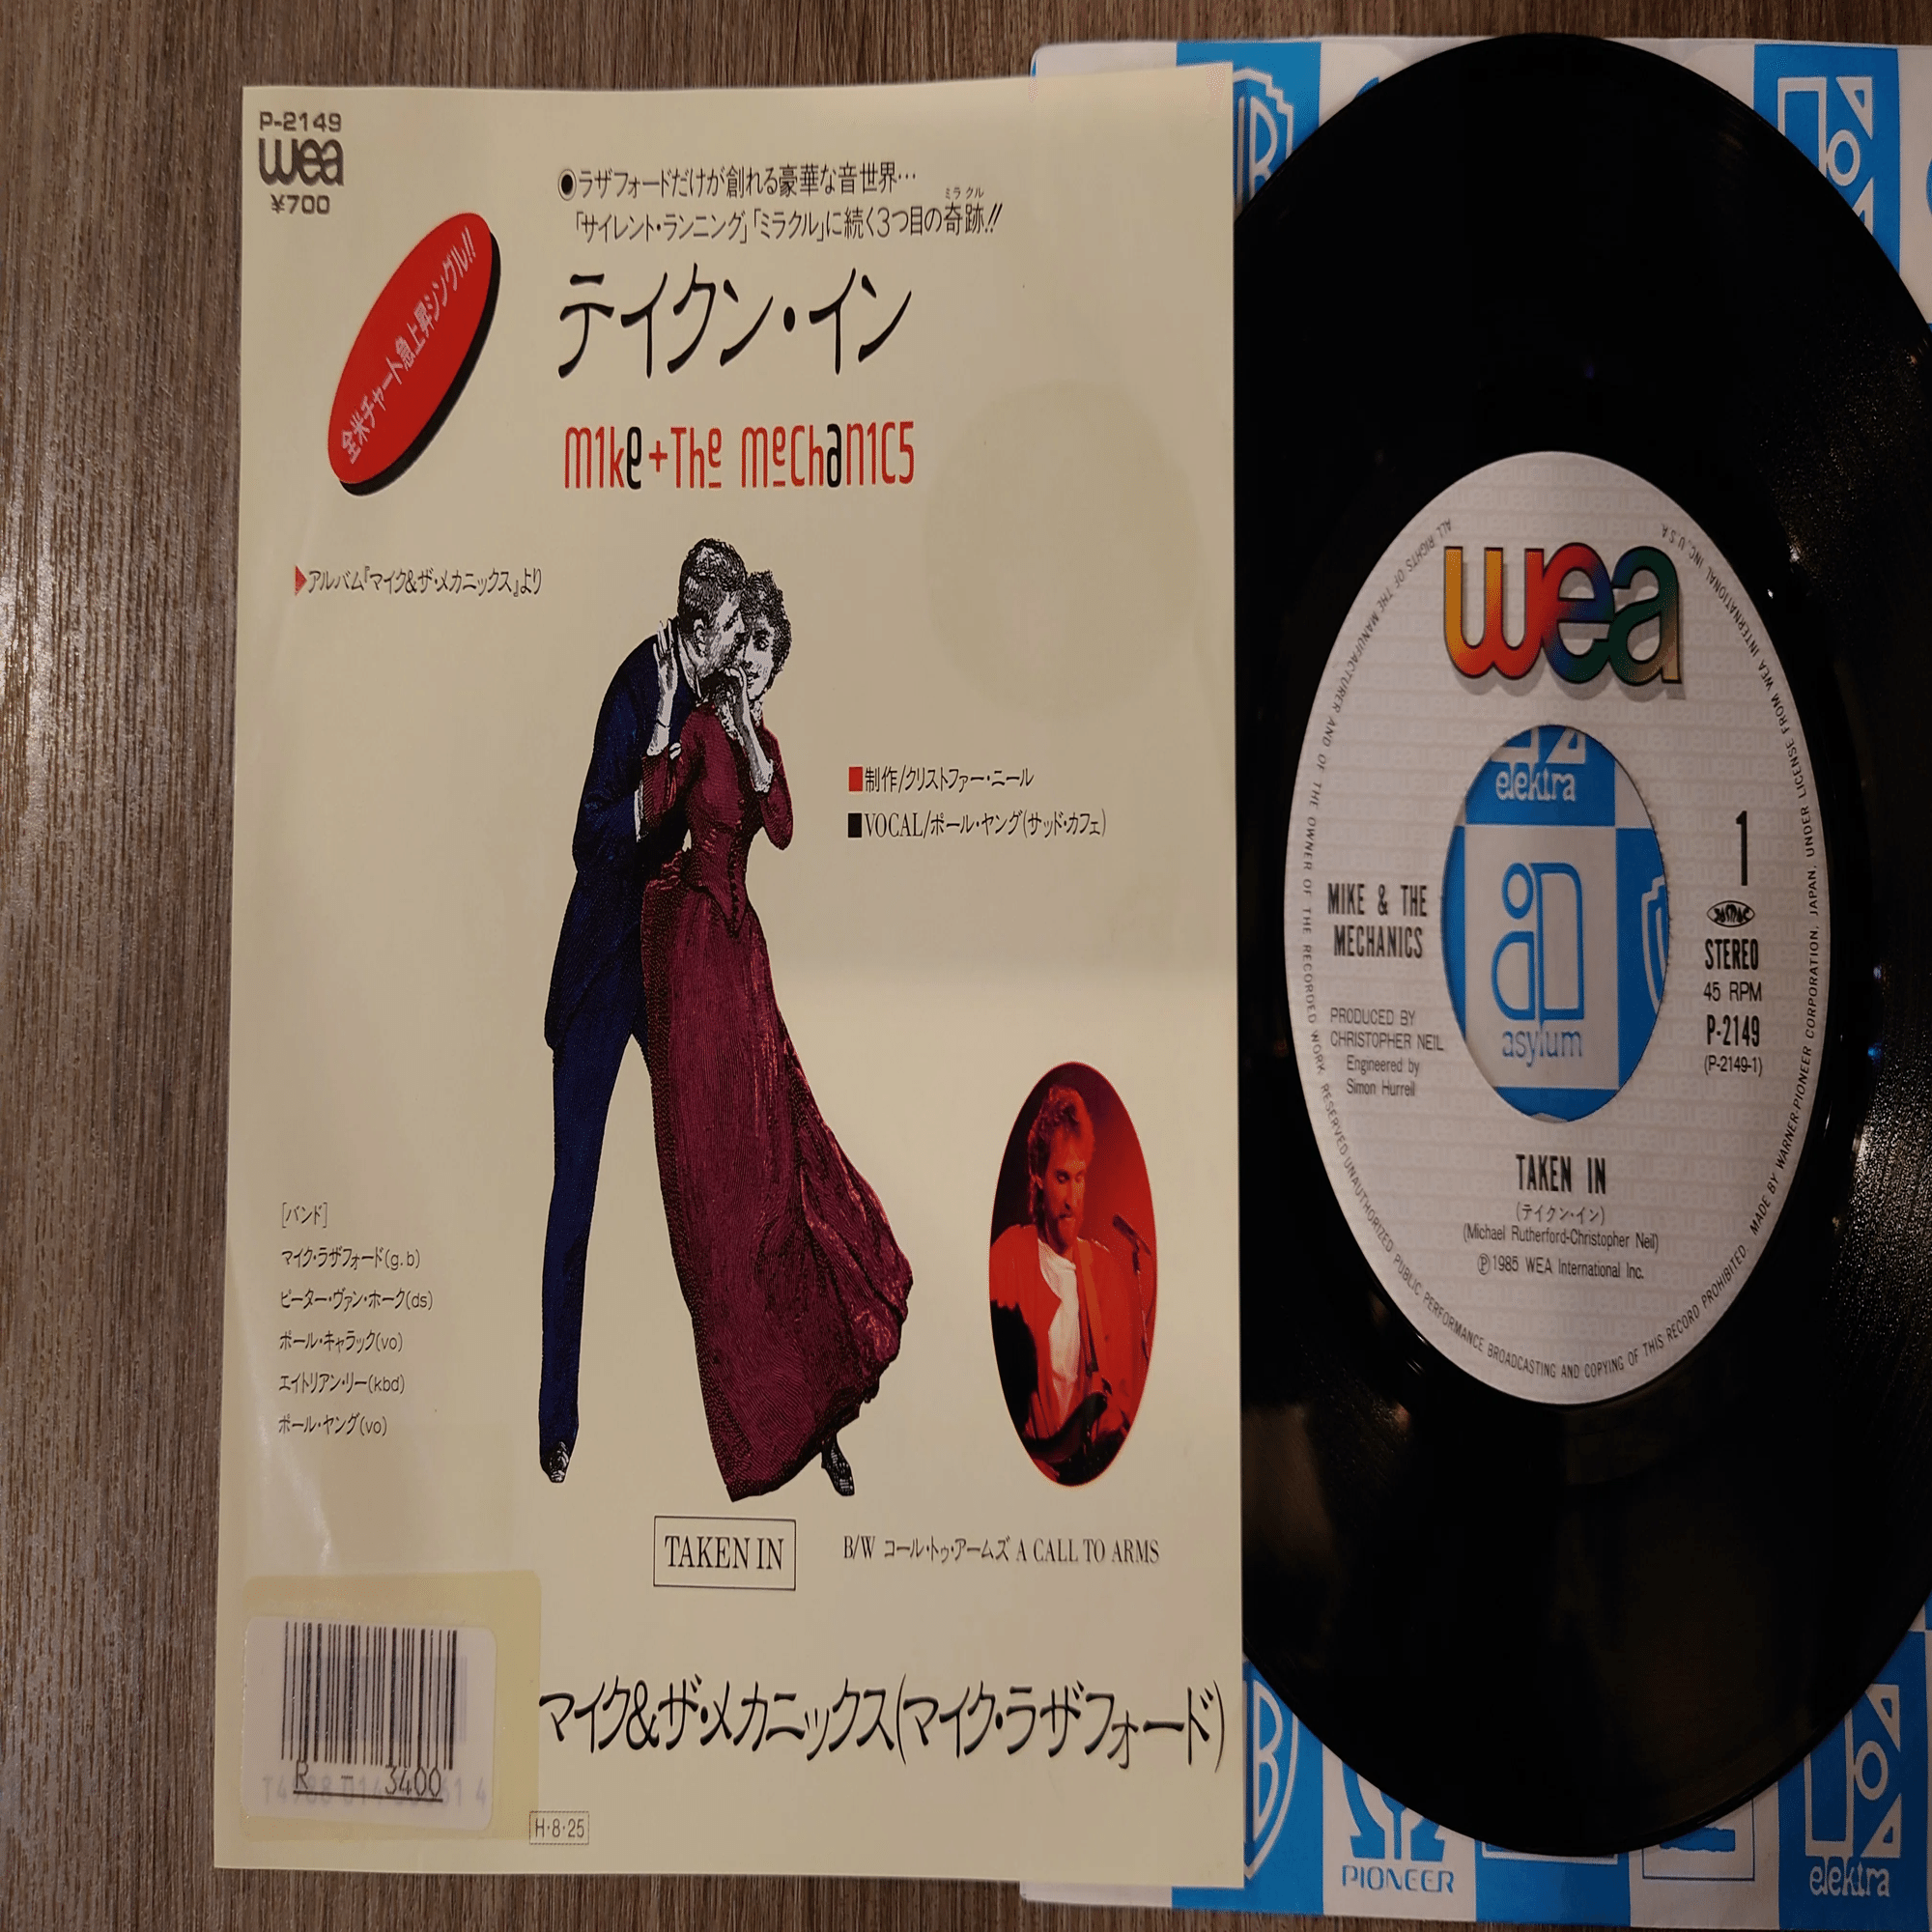 P-2149
wea
¥700
●ラザフォードだけが創れる豪華な音世界…
「サイレント・ランニング」「ミラクル」に続く3つ目の奇跡!!
ミラクル
テイクン・イン
全米チャート急上昇シングル!!
mike+The mechanics
▶アルバム『マイク&ザ・メカニックス』より
■制作/クリストファー・ニール
■VOCAL/ポール・ヤング(サッド・カフェ)
[バンド]
マイク・ラザフォード(g.b)
ピーター・ヴァン・ホーク(ds)
ポール・キャラック(vo)
エイドリアン・リー(kbd)
ポール・ヤング(vo)
TAKEN IN
B/W コール・トゥ・アームズ A CALL TO ARMS
マイク&ザ・メカニックス(マイク・ラザフォード)
R - 3400
H・8・25
wea
1
MIKE & THE
MECHANICS
JASRAC
STEREO
45 RPM
P-2149
(P-2149-1)
PRODUCED BY
CHRISTOPHER NEIL
Engineered by
Simon Hurrell
TAKEN IN
(テイクン・イン)
(Michael Rutherford-Christopher Neil)
Ⓟ1985 WEA International Inc.
ALL RIGHTS OF THE MANUFACTURER AND OF THE OWNER OF THE RECORDED WORK RESERVED. UNAUTHORIZED PUBLIC PERFORMANCE BROADCASTING AND COPYING OF THIS RECORD PROHIBITED. MADE BY WARNER-PIONEER CORPORATION, JAPAN, UNDER LICENSE FROM WEA INTERNATIONAL INC., U.S.A.
elektra
asylum
PIONEER
elektra